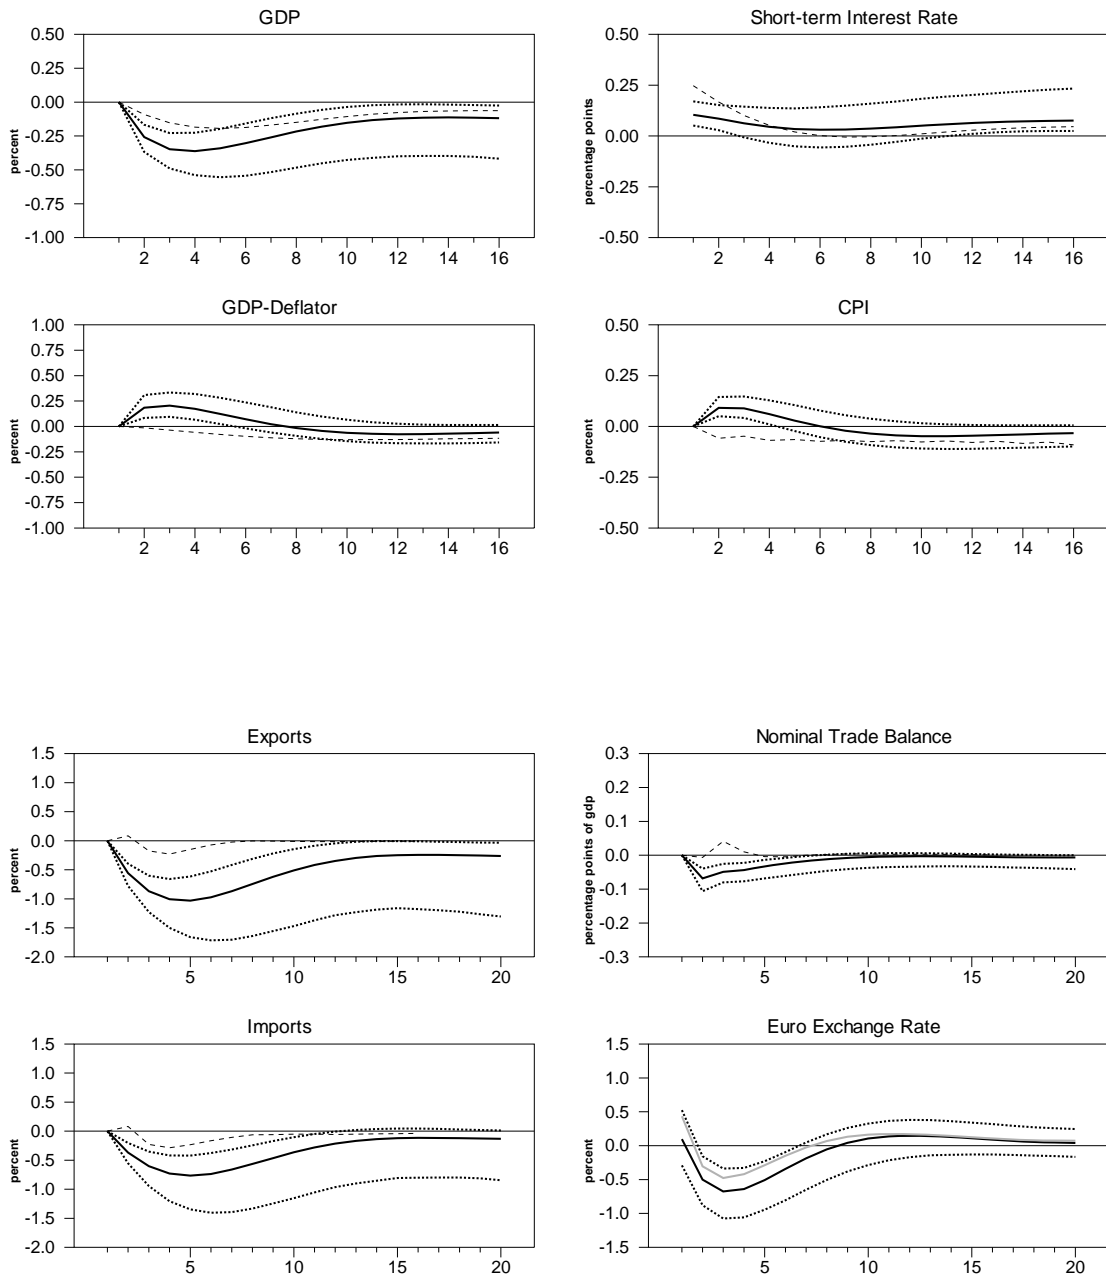 GDP
0.50
0.25
0.00
-0.25
-0.50
-0.75
-1.00
percent
2 4 6 8 10 12 14 16
Short-term Interest Rate
0.50
0.25
0.00
-0.25
-0.50
percentage points
2 4 6 8 10 12 14 16
GDP-Deflator
1.00
0.75
0.50
0.25
0.00
-0.25
-0.50
-0.75
-1.00
percent
2 4 6 8 10 12 14 16
CPI
0.50
0.25
0.00
-0.25
-0.50
percent
2 4 6 8 10 12 14 16
Exports
1.5
1.0
0.5
0.0
-0.5
-1.0
-1.5
-2.0
percent
5 10 15 20
Nominal Trade Balance
0.3
0.2
0.1
0.0
-0.1
-0.2
-0.3
percentage points of gdp
5 10 15 20
Imports
1.5
1.0
0.5
0.0
-0.5
-1.0
-1.5
-2.0
percent
5 10 15 20
Euro Exchange Rate
1.5
1.0
0.5
0.0
-0.5
-1.0
-1.5
percent
5 10 15 20